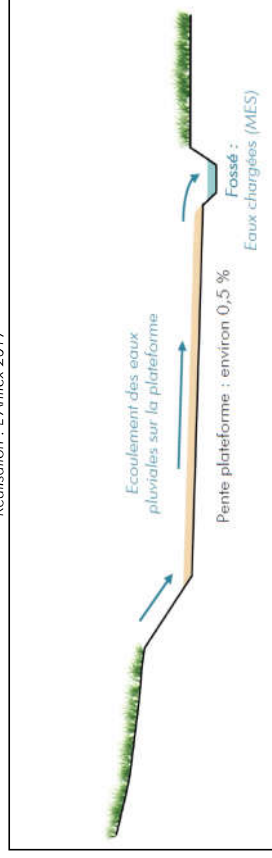 Ecoulement des eaux
pluviales sur la plateforme
Pente plateforme : environ 0,5 %
Fossé :
Eaux chargées (MES)